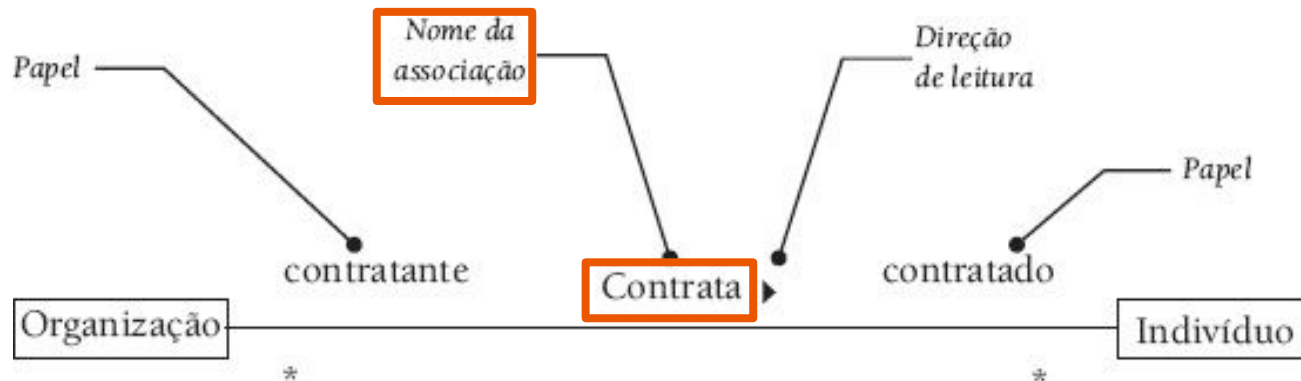 Nome da
associação
Direção
de leitura
Papel
Papel
contratante
Contrata
contratado
Organização
Indivíduo
*
*